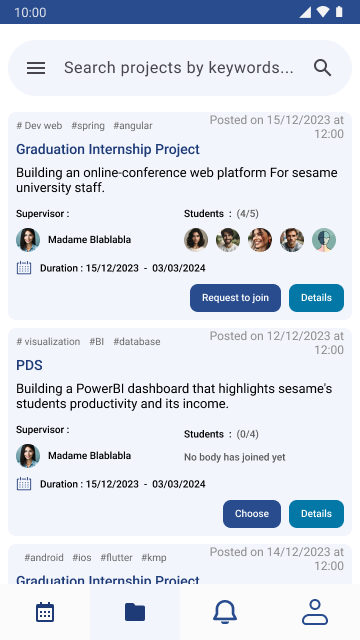 10:00
Search projects by keywords...
# Dev web #spring #angular
Posted on 15/12/2023 at
12:00
Graduation Internship Project
Building an online-conference web platform For sesame
university staff.
Supervisor :
Students : (4/5)
Madame Blablabla
Duration : 15/12/2023 - 03/03/2024
Request to join
Details
# visualization #BI #database
Posted on 12/12/2023 at
12:00
PDS
Building a PowerBI dashboard that highlights sesame's
students productivity and its income.
Supervisor :
Students : (0/4)
Madame Blablabla
No body has joined yet
Duration : 15/12/2023 - 03/03/2024
Choose
Details
#android #ios #flutter #kmp
Posted on 14/12/2023 at
12:00
Graduation Internship Project